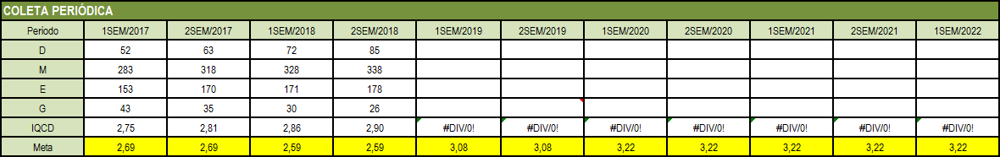 COLETA PERIÓDICA
Período 1SEM/2017 2SEM/2017 1SEM/2018 2SEM/2018 1SEM/2019 2SEM/2019 1SEM/2020 2SEM/2020 1SEM/2021 2SEM/2021 1SEM/2022
D 52 63 72 85
M 283 318 328 338
E 153 170 171 178
G 43 35 30 26
IQCD 2,75 2,81 2,86 2,90 #DIV/0! #DIV/0! #DIV/0! #DIV/0! #DIV/0! #DIV/0! #DIV/0!
Meta 2,69 2,69 2,59 2,59 3,08 3,08 3,22 3,22 3,22 3,22 3,22